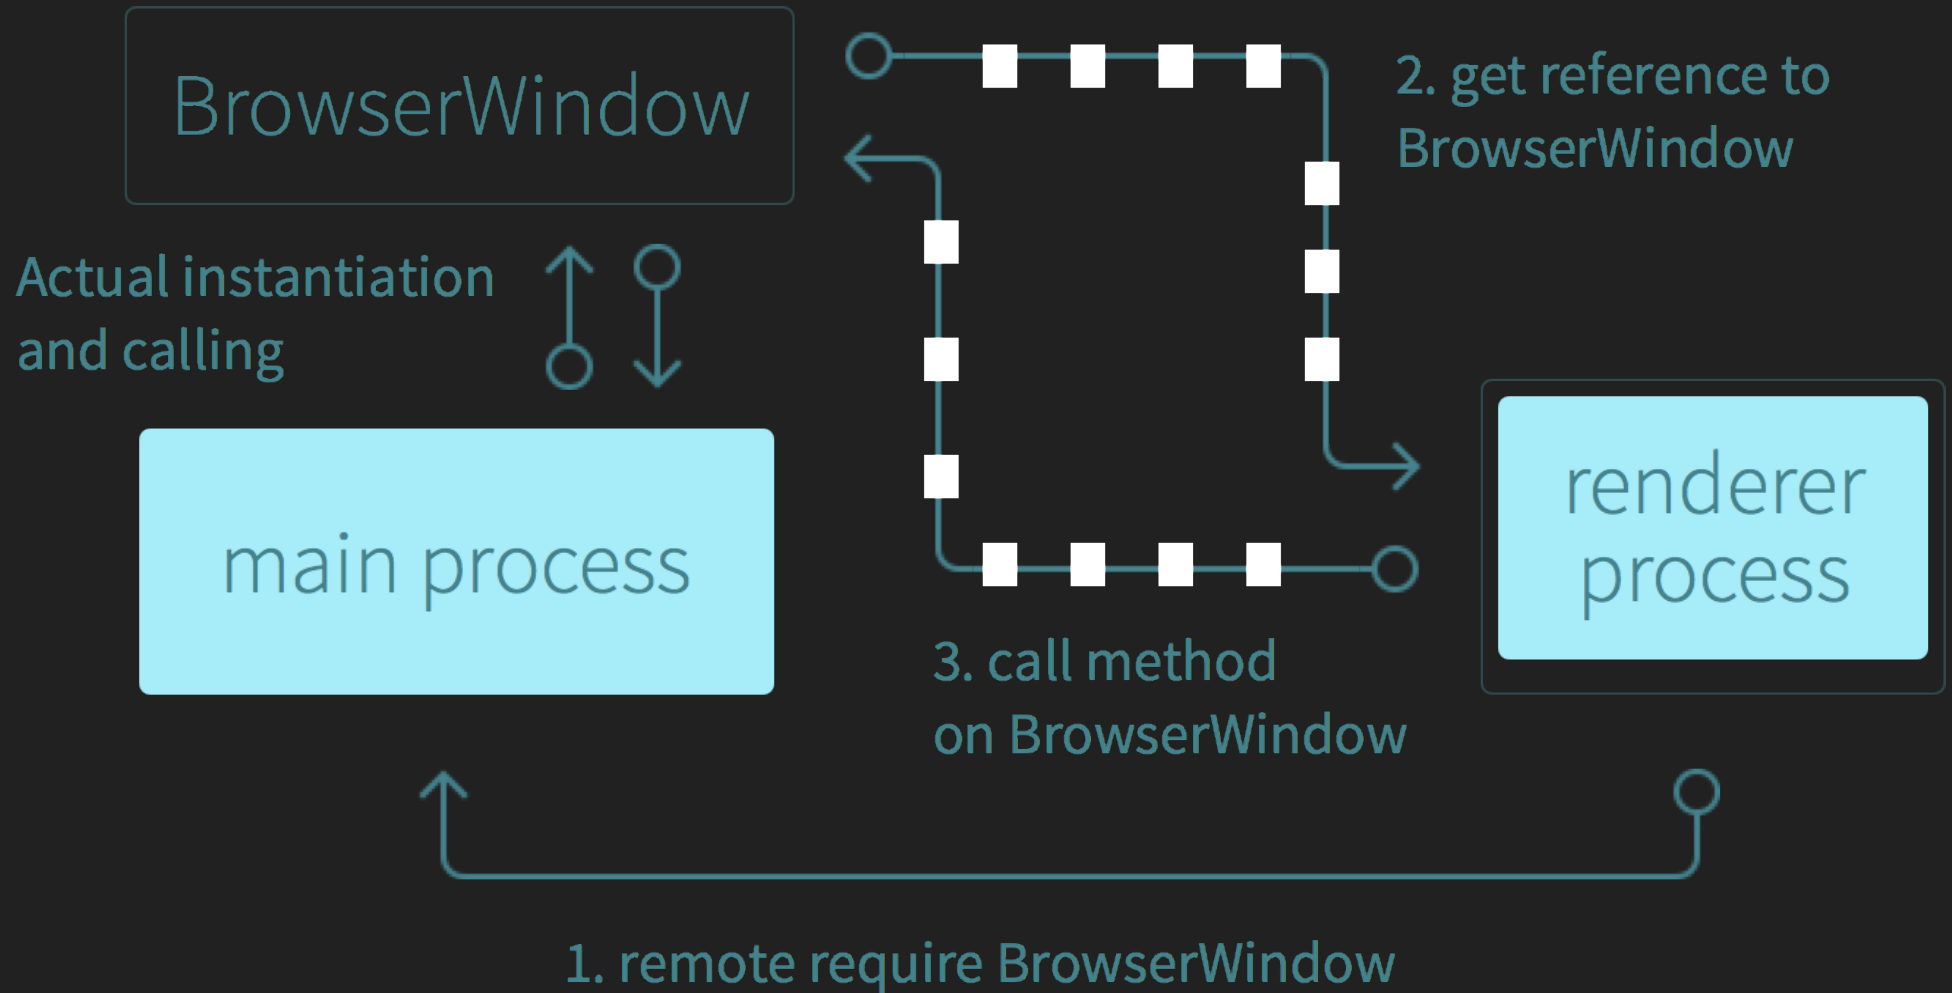 BrowserWindow
2. get reference to
BrowserWindow
Actual instantiation
and calling
main process
renderer
process
3. call method
on BrowserWindow
1. remote require BrowserWindow